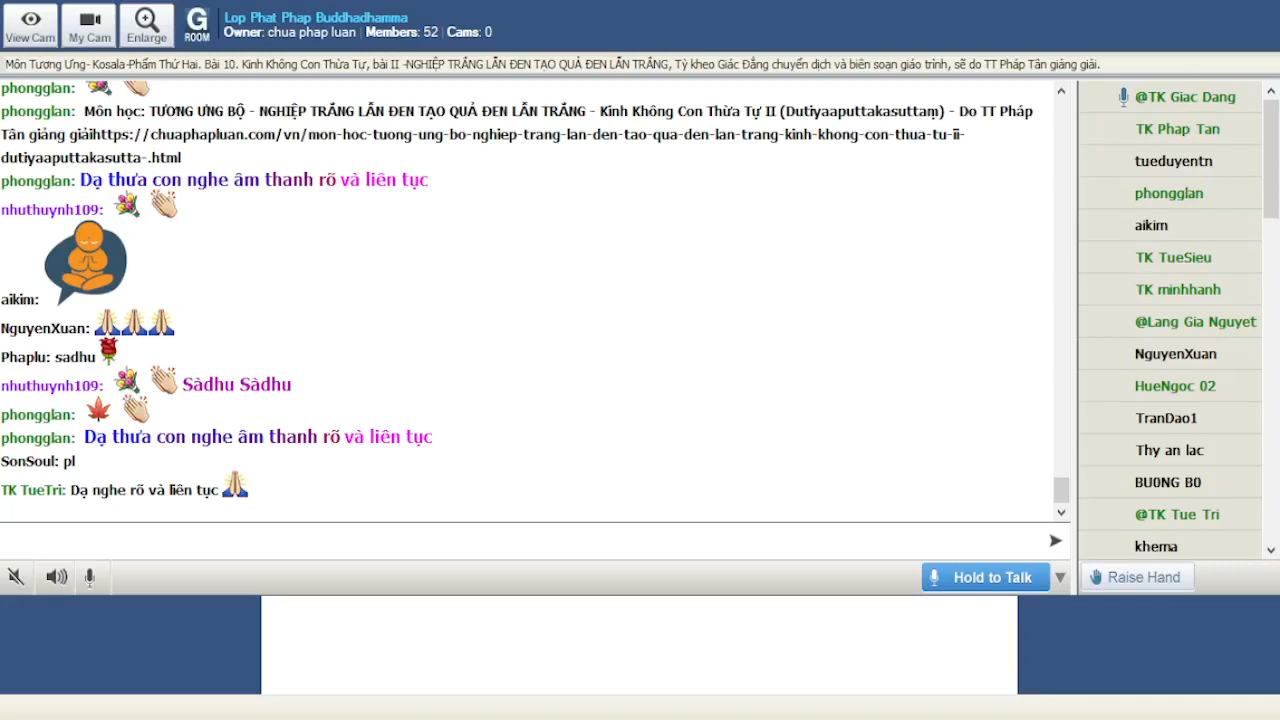 View Cam
My Cam
Enlarge
G
ROOM
Lop Phat Phap Buddhadhamma
Owner: chua phap luan | Members: 52 | Cams: 0
Môn Tương Ưng- Kosala-Phẩm Thứ Hai. Bài 10. Kinh Không Con Thừa Tự, bài II -NGHIỆP TRẮNG LẪN ĐEN TẠO QUẢ ĐEN LẪN TRẮNG, Tỳ kheo Giác Đẳng chuyển dịch và biên soạn giáo trình, sẽ do TT Pháp Tân giảng giải.
phongglan:
phongglan: Môn học: TƯƠNG ƯNG BỘ - NGHIỆP TRẮNG LẪN ĐEN TẠO QUẢ ĐEN LẪN TRẮNG - Kinh Không Con Thừa Tự II (Dutiyaaputtakasuttaṃ) - Do TT Pháp
Tân giảng giảihttps://chuaphapluan.com/vn/mon-hoc-tuong-ung-bo-nghiep-trang-lan-den-tao-qua-den-lan-trang-kinh-khong-con-thua-tu-ii-
dutiyaaputtakasutta-.html
phongglan: Dạ thưa con nghe âm thanh rõ và liên tục
nhuthuynh109:
aikim:
NguyenXuan:
Phaplu: sadhu
nhuthuynh109: Sàdhu Sàdhu
phongglan:
phongglan: Dạ thưa con nghe âm thanh rõ và liên tục
SonSoul: pl
TK TueTri: Dạ nghe rõ và liên tục
Hold to Talk
@TK Giac Dang
TK Phap Tan
tueduyentn
phongglan
aikim
TK TueSieu
TK minhhanh
@Lang Gia Nguyet
NguyenXuan
HueNgoc 02
TranDao1
Thy an lac
BU0NG B0
@TK Tue Tri
khema
Raise Hand